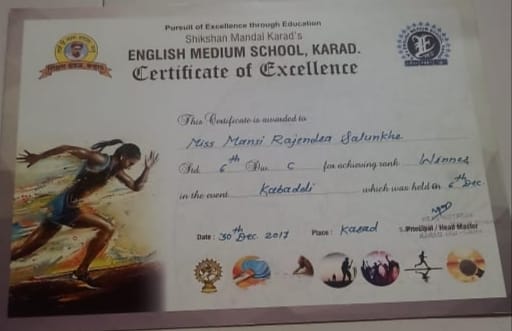 Pursuit of Excellence through Education
Shikshan Mandal Karad's
ENGLISH MEDIUM SCHOOL, KARAD.
Certificate of Excellence
This Certificate is awarded to
Miss Mansi Rajendra Salunkhe
Std. 6th Div. C for achieving rank Winner
in the event Kabaddi which was held on 6th Dec.
Date : 30th Dec. 2017 Place : Karad Principal / Head Master